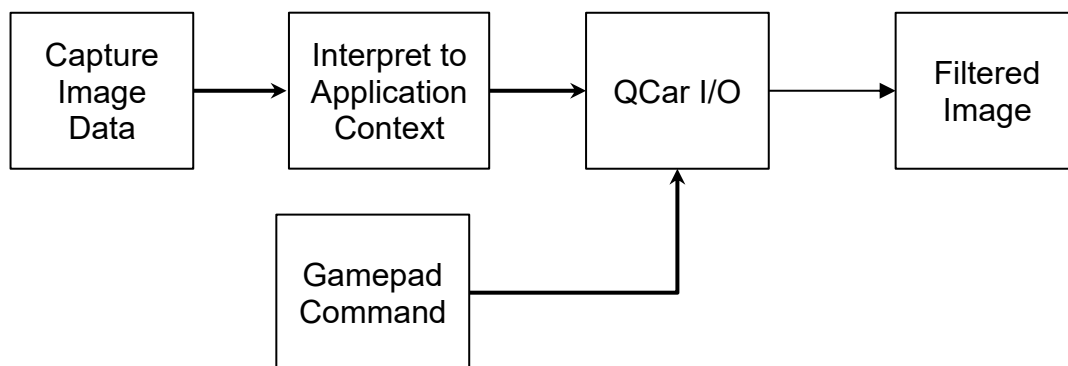 Capture
Image
Data
Interpret to
Application
Context
QCar I/O
Filtered
Image
Gamepad
Command